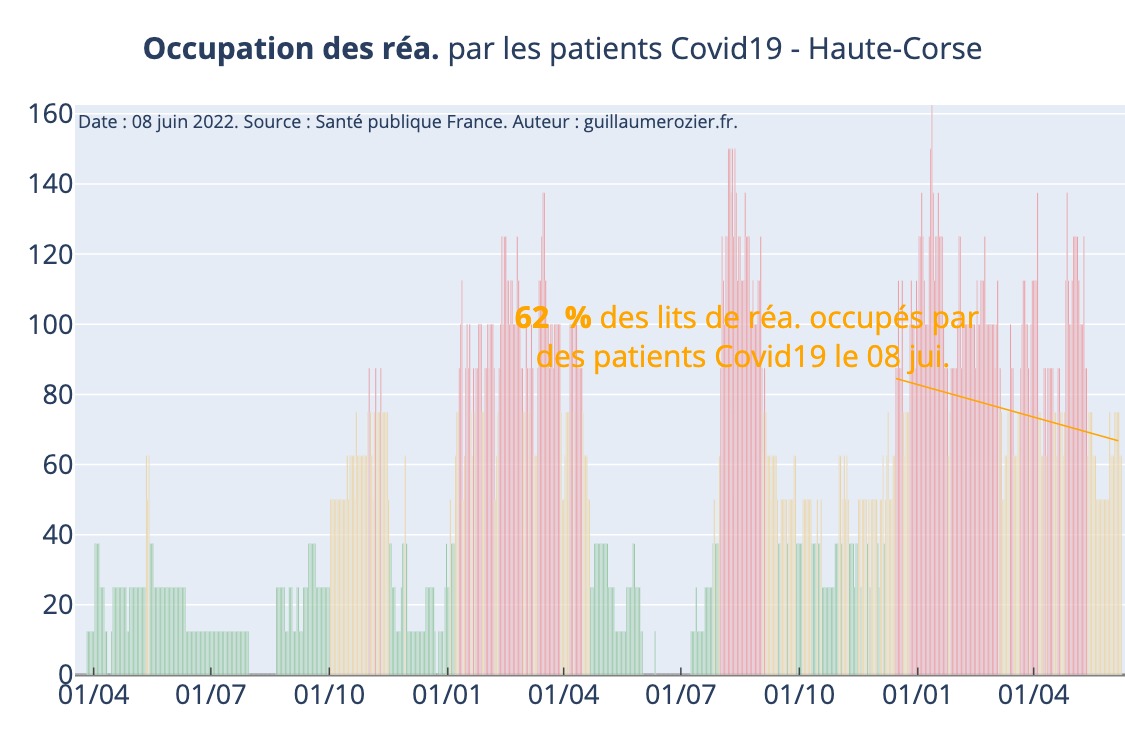 Occupation des réa. par les patients Covid19 - Haute-Corse
160
Date : 08 juin 2022. Source : Santé publique France. Auteur : guillaumerozier.fr.
140
120
100
62 % des lits de réa. occupés par
des patients Covid19 le 08 jui.
80
60
40
20
0
01/04 01/07 01/10 01/01 01/04 01/07 01/10 01/01 01/04